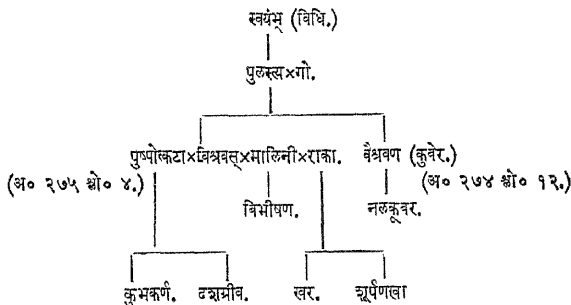 स्वयंभू (विधि.)
पुलस्त्य×गो.
पुष्पोत्कटा×विश्रवस्×मालिनी×राका. वैश्रवण (कुबेर.)
(अ० २७५ श्लो० ४.) (अ० २७४ श्लो० १२.)
बिभीषण. नलकूबर.
कुंभकर्ण. दशग्रीव. खर. शूर्पणखा